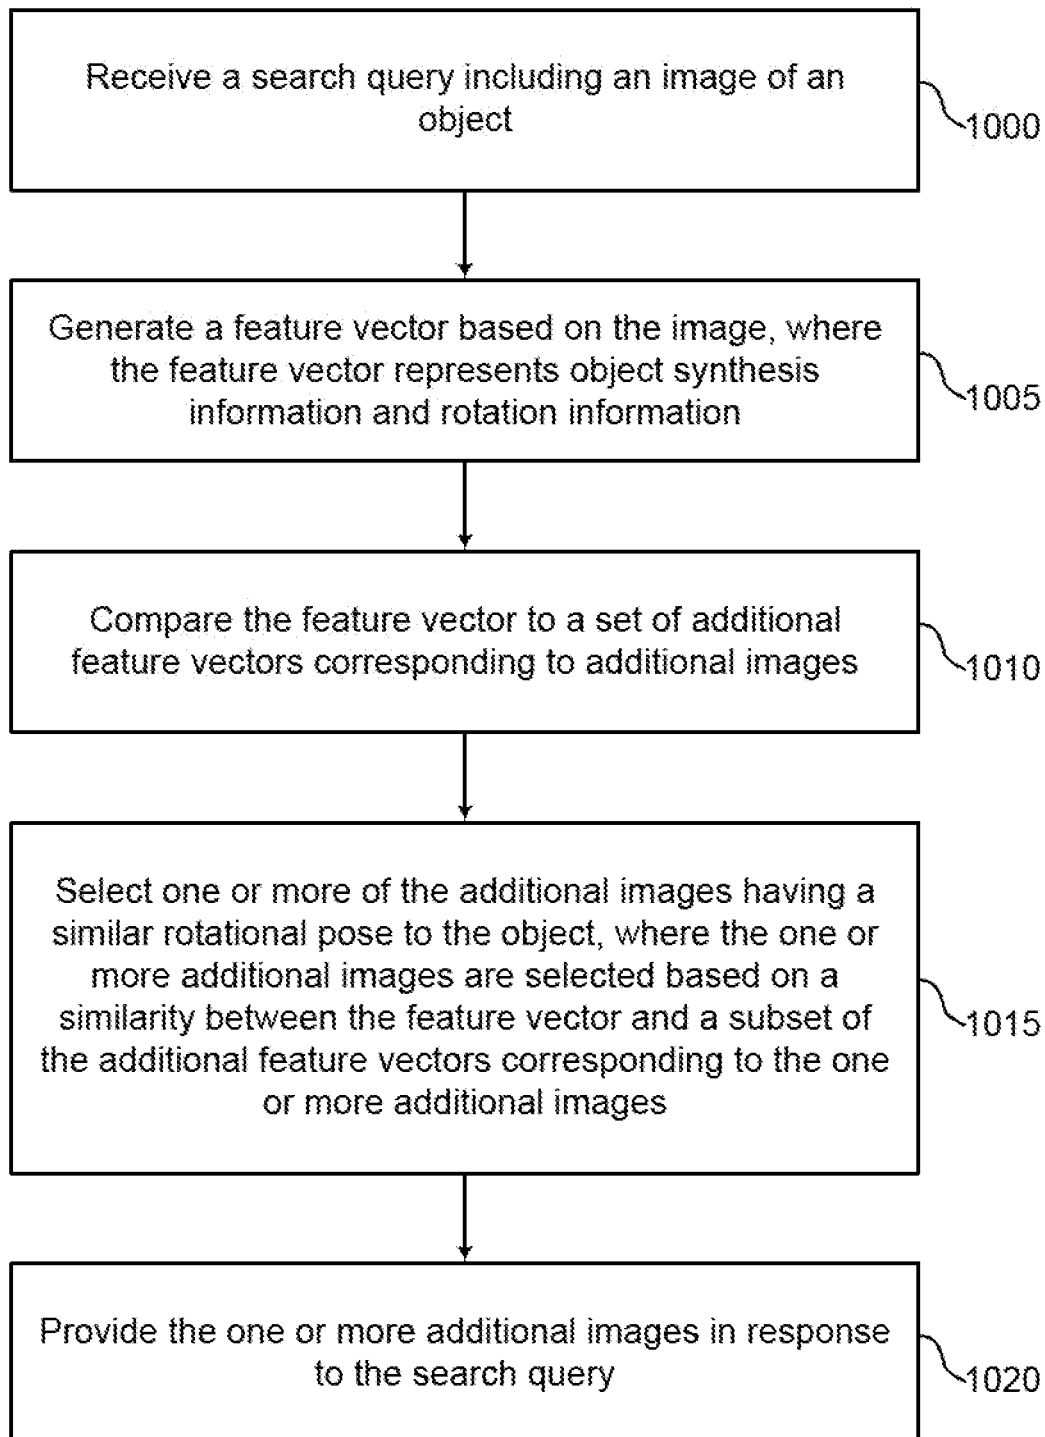 Receive a search query including an image of an
object
1000
Generate a feature vector based on the image, where
the feature vector represents object synthesis
information and rotation information
1005
Compare the feature vector to a set of additional
feature vectors corresponding to additional images
1010
Select one or more of the additional images having a
similar rotational pose to the object, where the one or
more additional images are selected based on a
similarity between the feature vector and a subset of
the additional feature vectors corresponding to the one
or more additional images
1015
Provide the one or more additional images in response
to the search query
1020